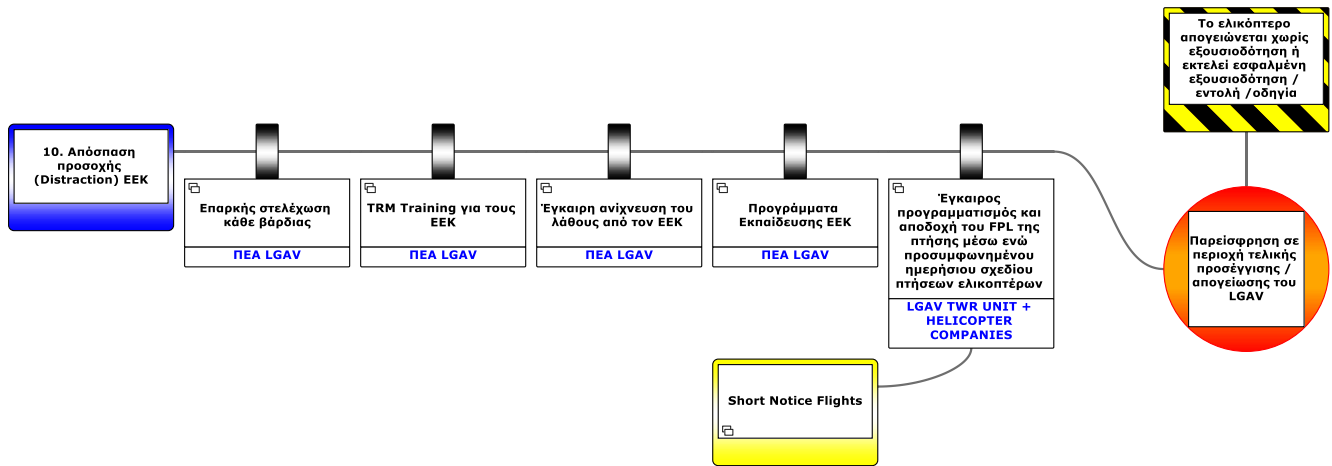 Το ελικόπτερο
απογειώνεται χωρίς
εξουσιοδότηση ή
εκτελεί εσφαλμένη
εξουσιοδότηση /
εντολή /οδηγία
10. Απόσπαση
προσοχής
(Distraction) ΕΕΚ
Επαρκής στελέχωση
κάθε βάρδιας
ΠΕΑ LGAV
TRM Training για τους
ΕΕΚ
ΠΕΑ LGAV
Έγκαιρη ανίχνευση του
λάθους από τον ΕΕΚ
ΠΕΑ LGAV
Προγράμματα
Εκπαίδευσης ΕΕΚ
ΠΕΑ LGAV
Έγκαιρος
προγραμματισμός και
αποδοχή του FPL της
πτήσης μέσω ενώ
προσυμφωνημένου
ημερήσιου σχεδίου
πτήσεων ελικοπτέρων
LGAV TWR UNIT +
HELICOPTER
COMPANIES
Παρείσφρηση σε
περιοχή τελικής
προσέγγισης /
απογείωσης του
LGAV
Short Notice Flights